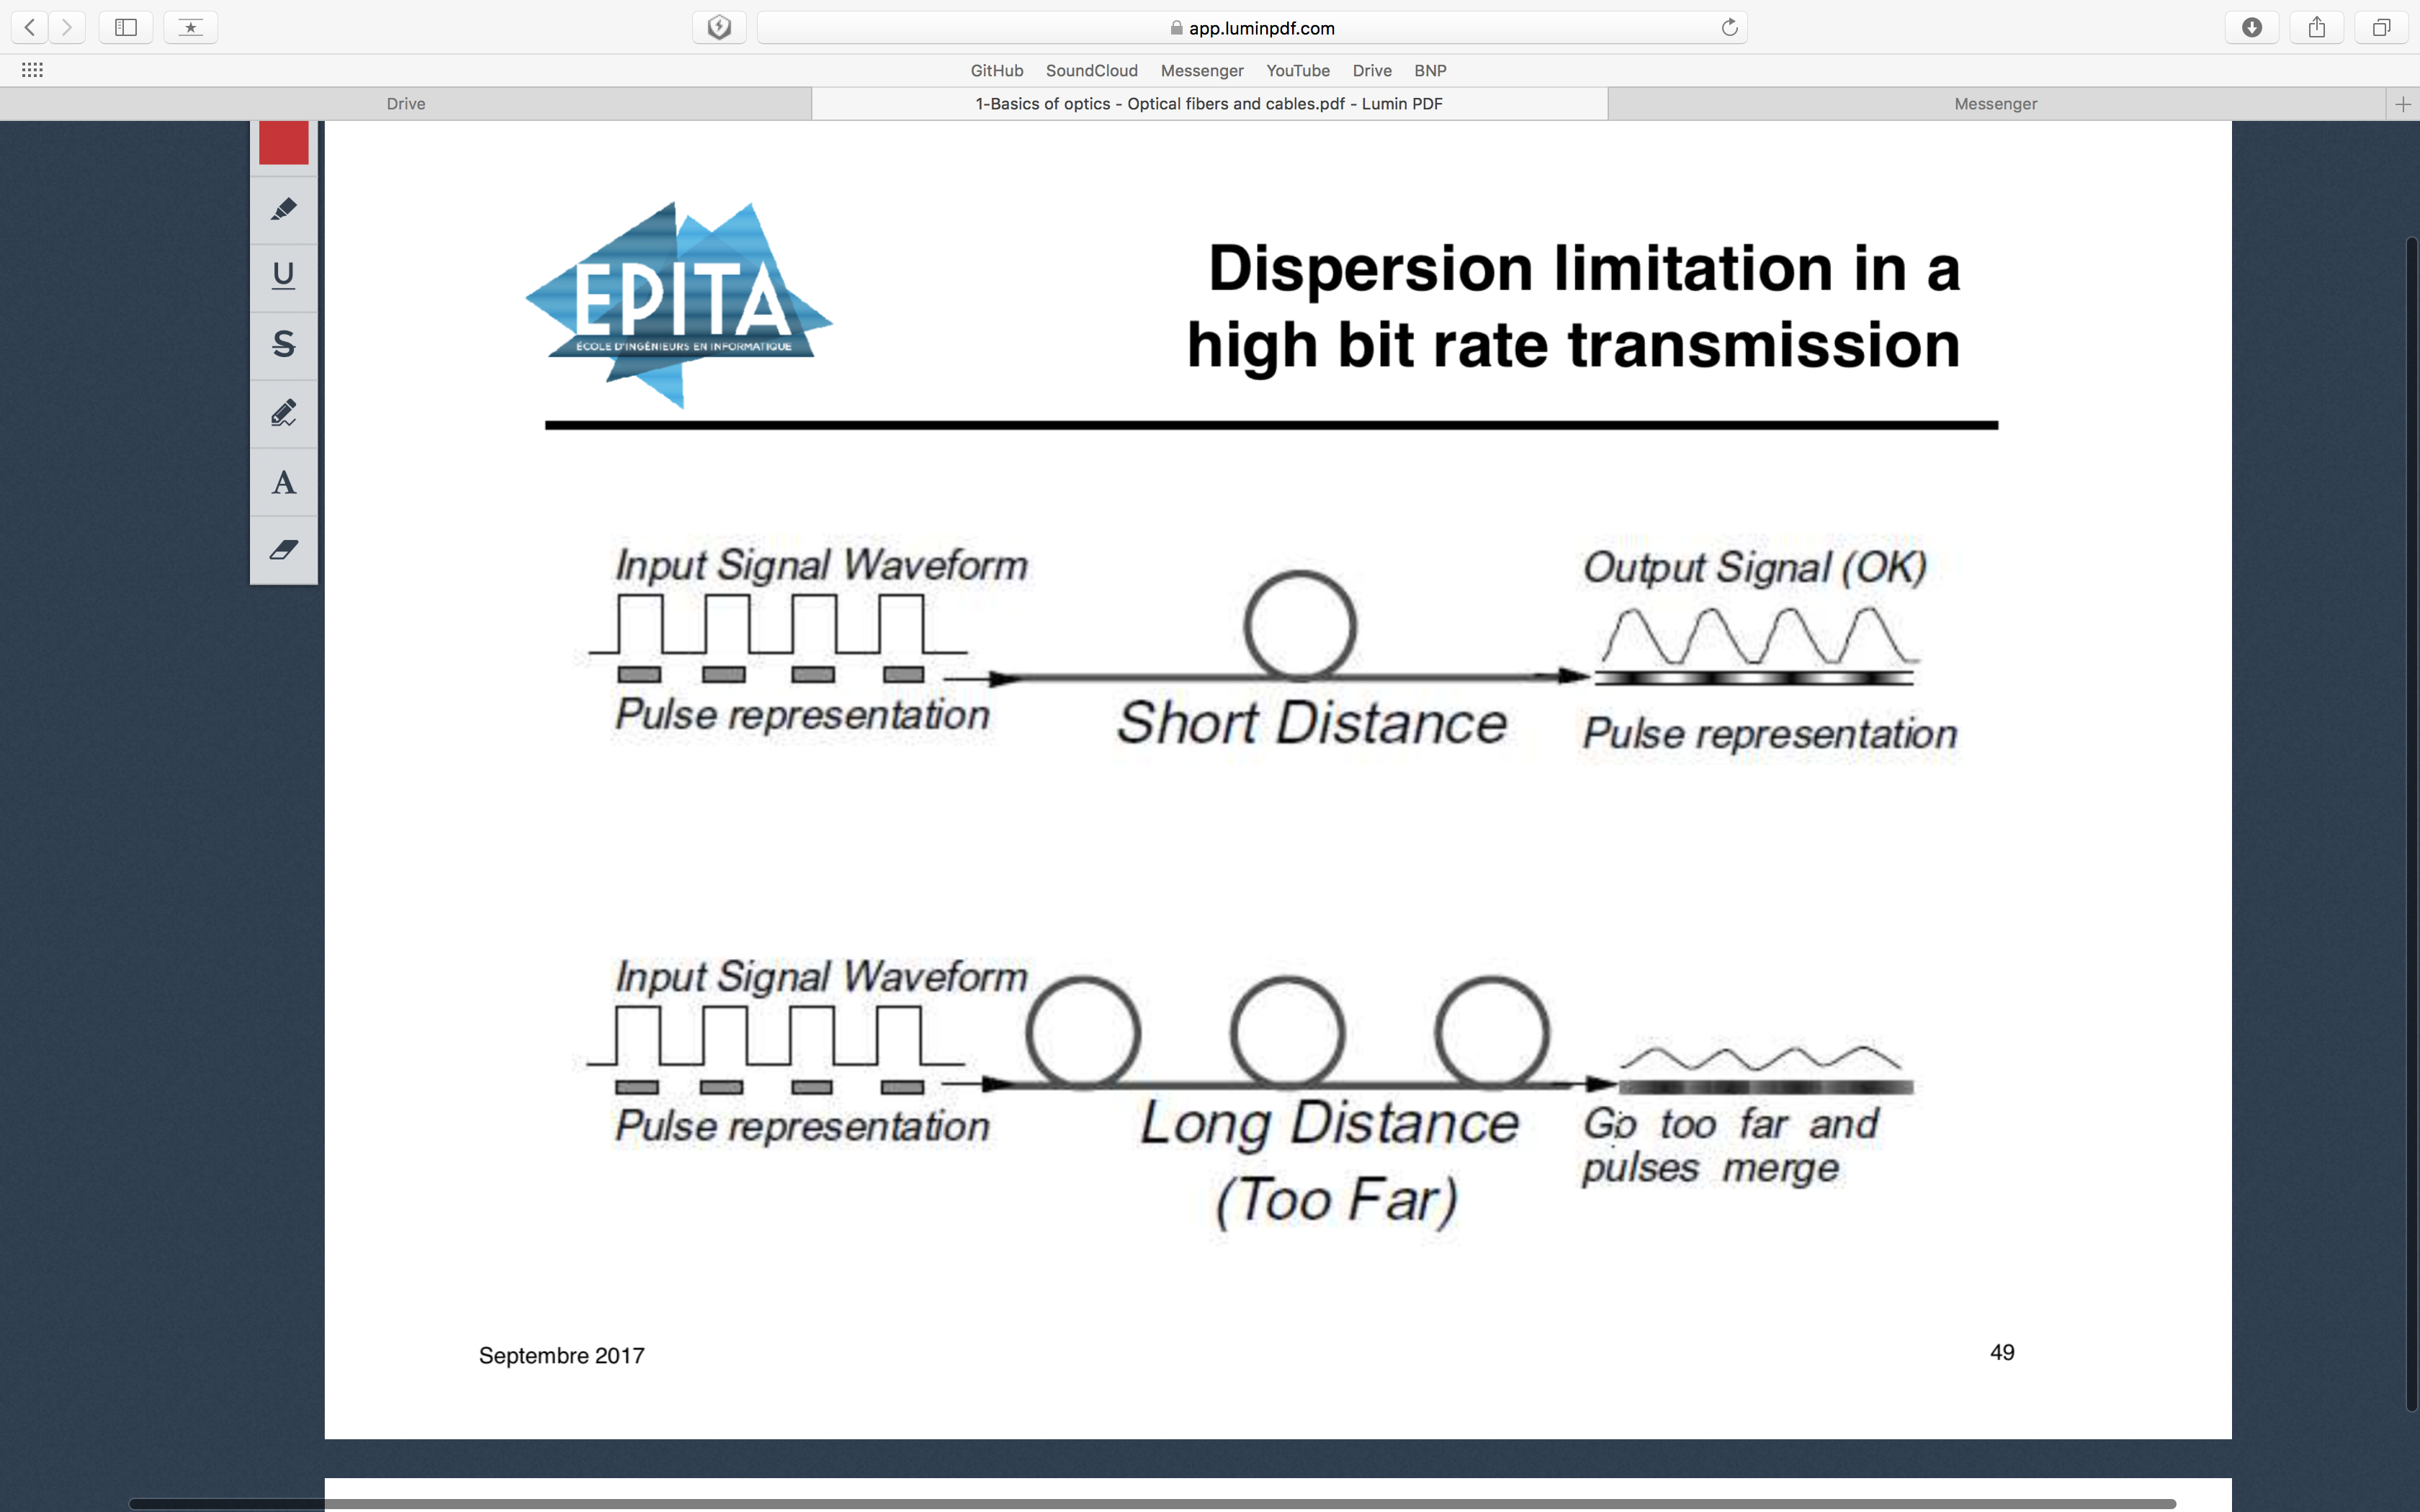 app.luminpdf.com
GitHub SoundCloud Messenger YouTube Drive BNP
Drive
1-Basics of optics - Optical fibers and cables.pdf - Lumin PDF
Messenger
U
S
A
EPITA
ÉCOLE D'INGÉNIEURS EN INFORMATIQUE
Dispersion limitation in a
high bit rate transmission
Input Signal Waveform
Pulse representation
Short Distance
Output Signal (OK)
Pulse representation
Input Signal Waveform
Pulse representation
Long Distance
(Too Far)
Go too far and
pulses merge
Septembre 2017
49